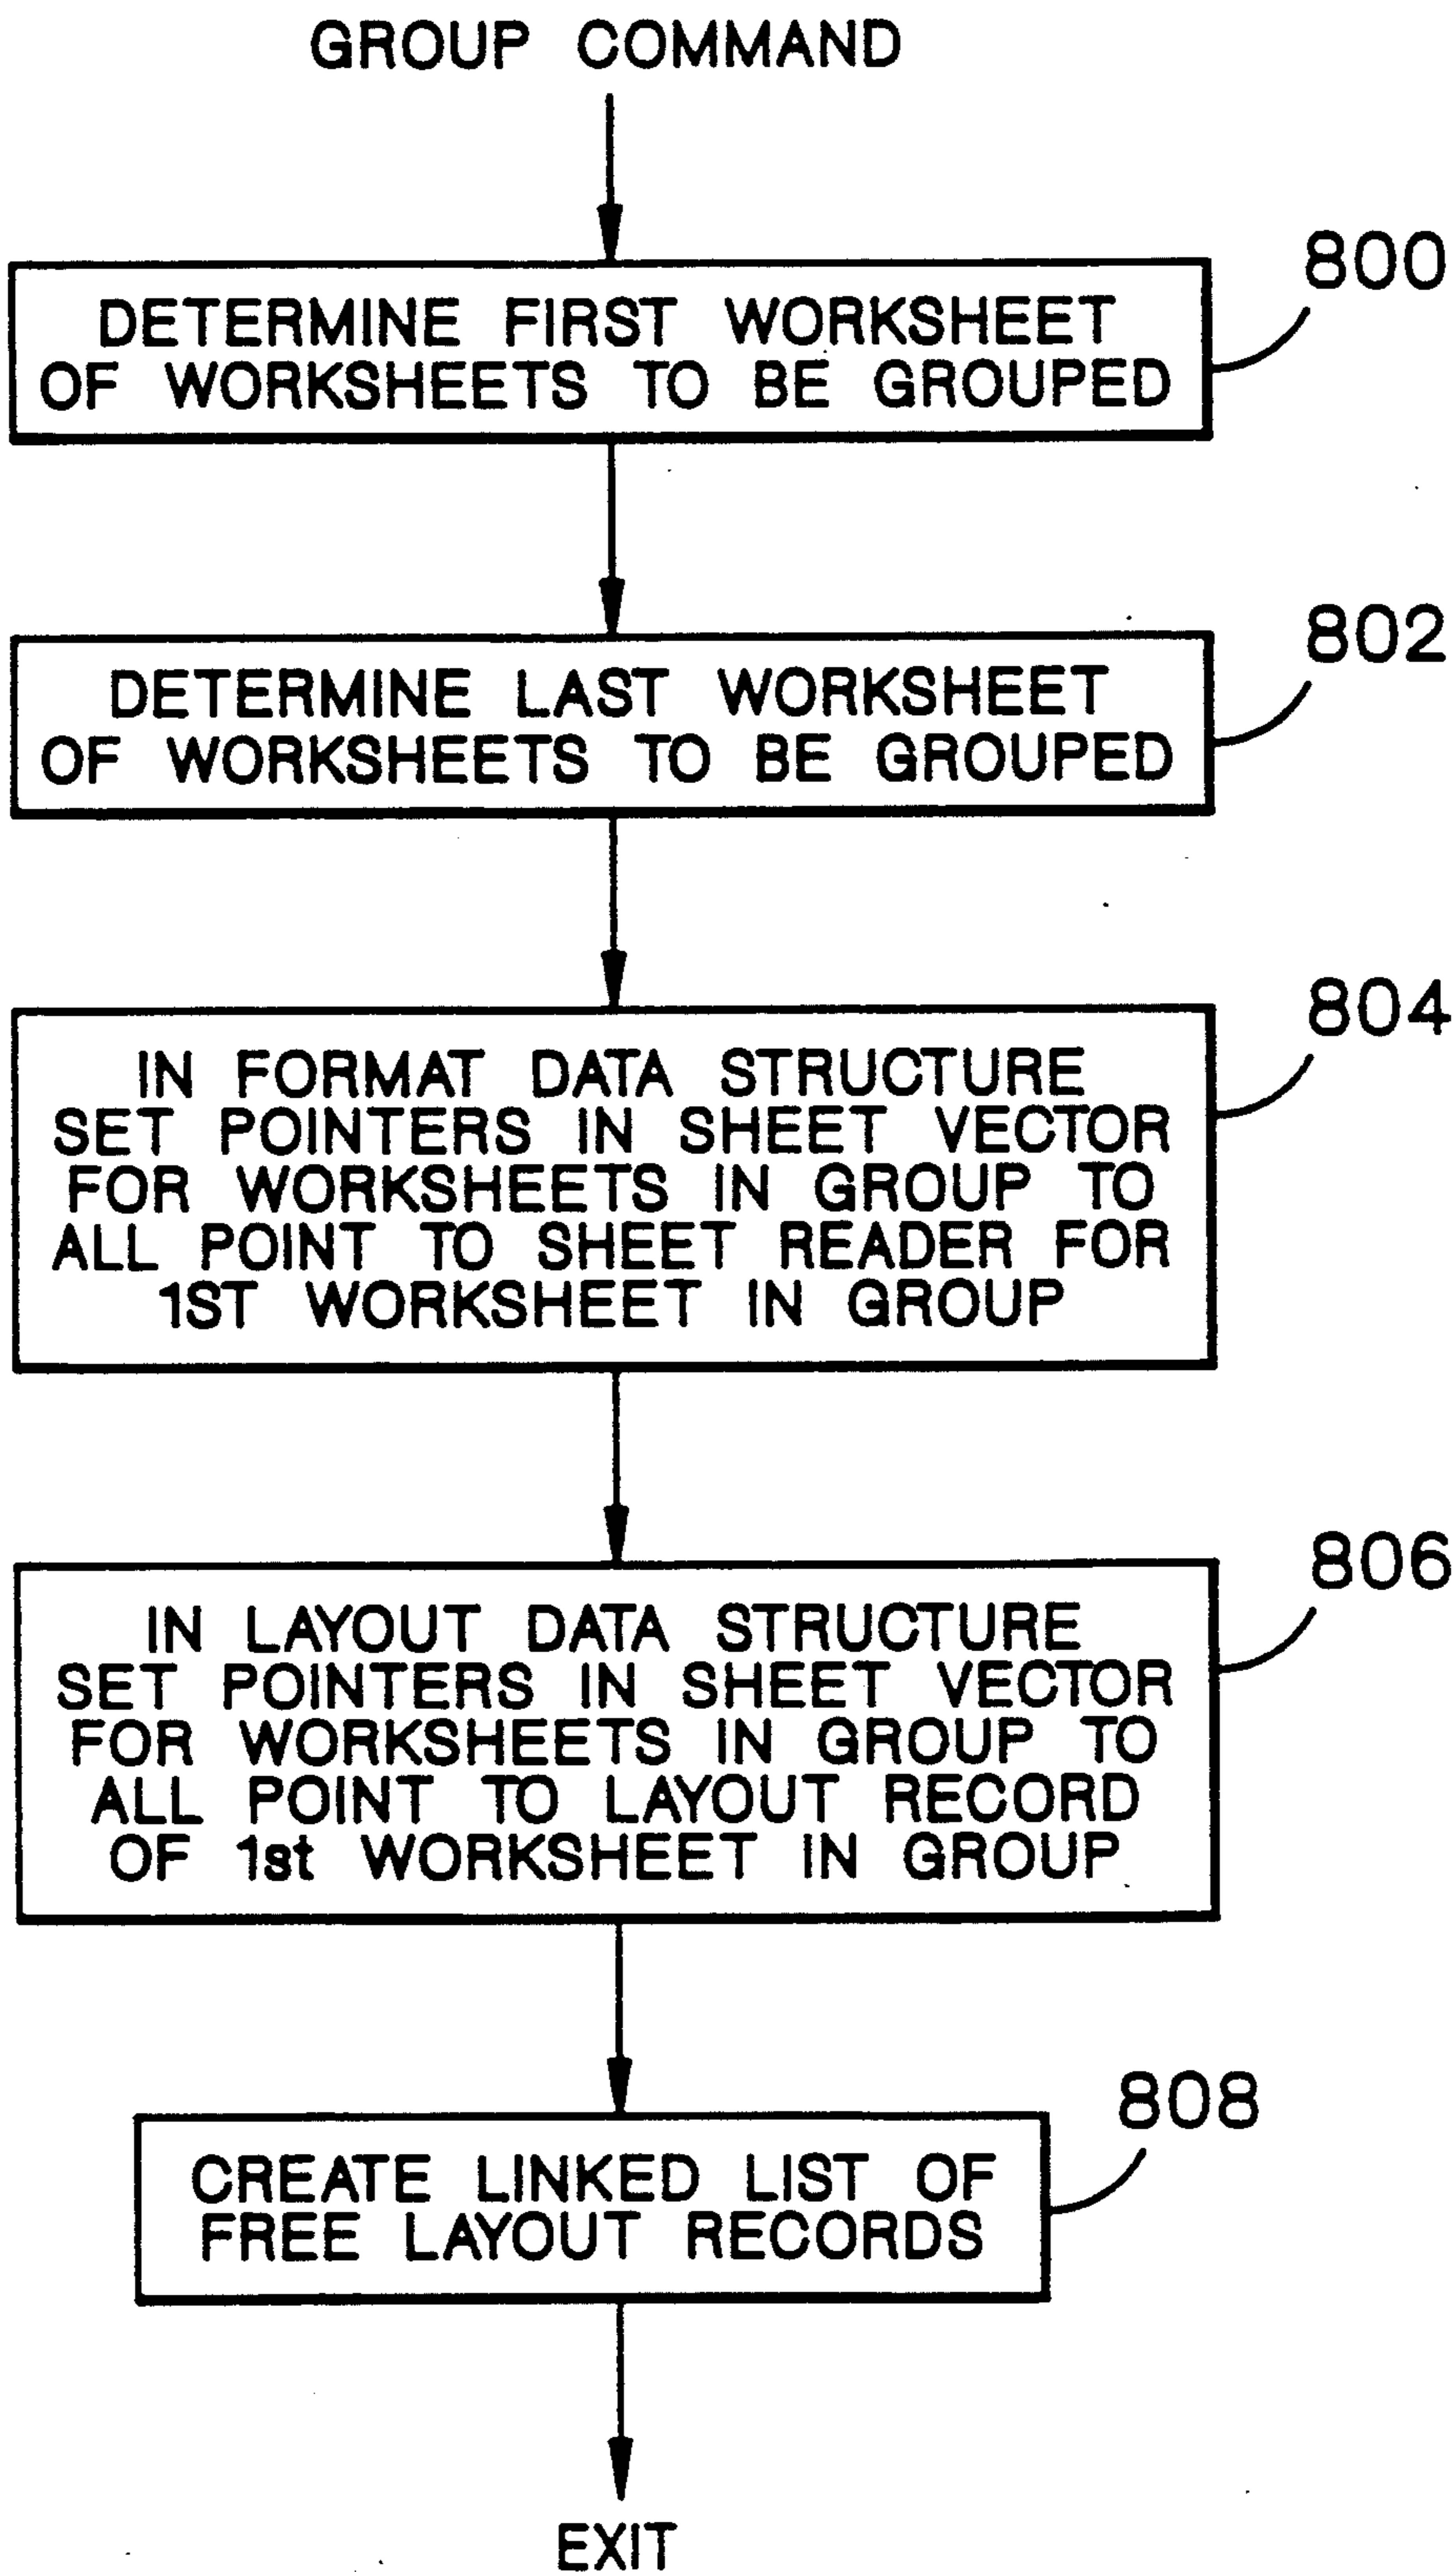 GROUP COMMAND
800
DETERMINE FIRST WORKSHEET
OF WORKSHEETS TO BE GROUPED
802
DETERMINE LAST WORKSHEET
OF WORKSHEETS TO BE GROUPED
804
IN FORMAT DATA STRUCTURE
SET POINTERS IN SHEET VECTOR
FOR WORKSHEETS IN GROUP TO
ALL POINT TO SHEET READER FOR
1ST WORKSHEET IN GROUP
806
IN LAYOUT DATA STRUCTURE
SET POINTERS IN SHEET VECTOR
FOR WORKSHEETS IN GROUP TO
ALL POINT TO LAYOUT RECORD
OF 1st WORKSHEET IN GROUP
808
CREATE LINKED LIST OF
FREE LAYOUT RECORDS
EXIT